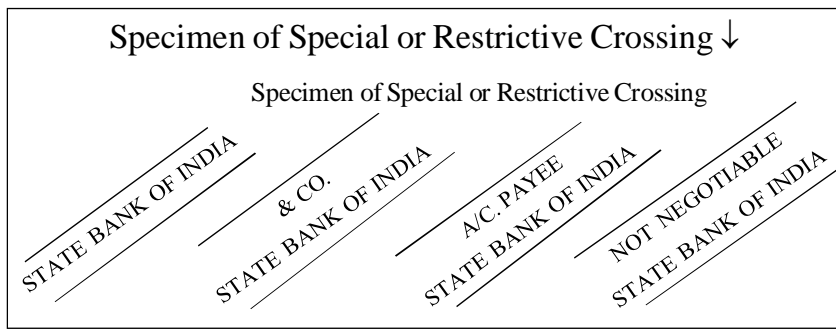 Specimen of Special or Restrictive Crossing ↓
Specimen of Special or Restrictive Crossing
STATE BANK OF INDIA
& CO.
STATE BANK OF INDIA
A/C. PAYEE
STATE BANK OF INDIA
NOT NEGOTIABLE
STATE BANK OF INDIA